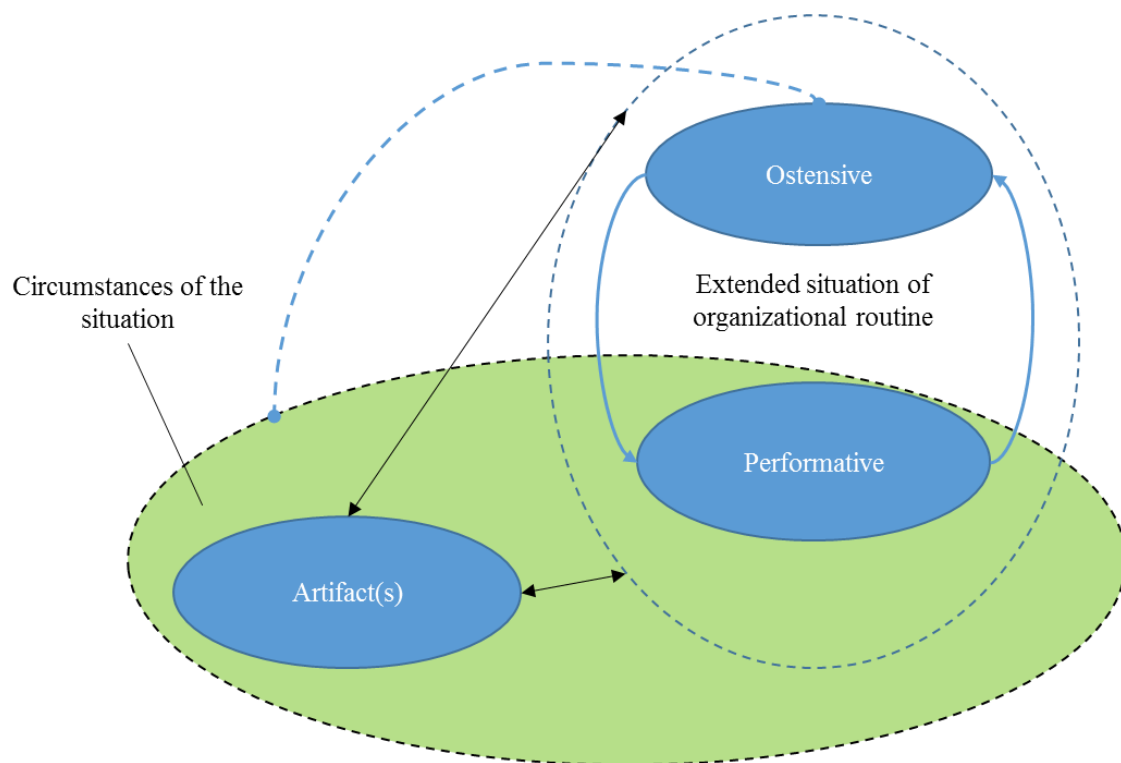 Ostensive
Extended situation of
organizational routine
Circumstances of the
situation
Performative
Artifact(s)